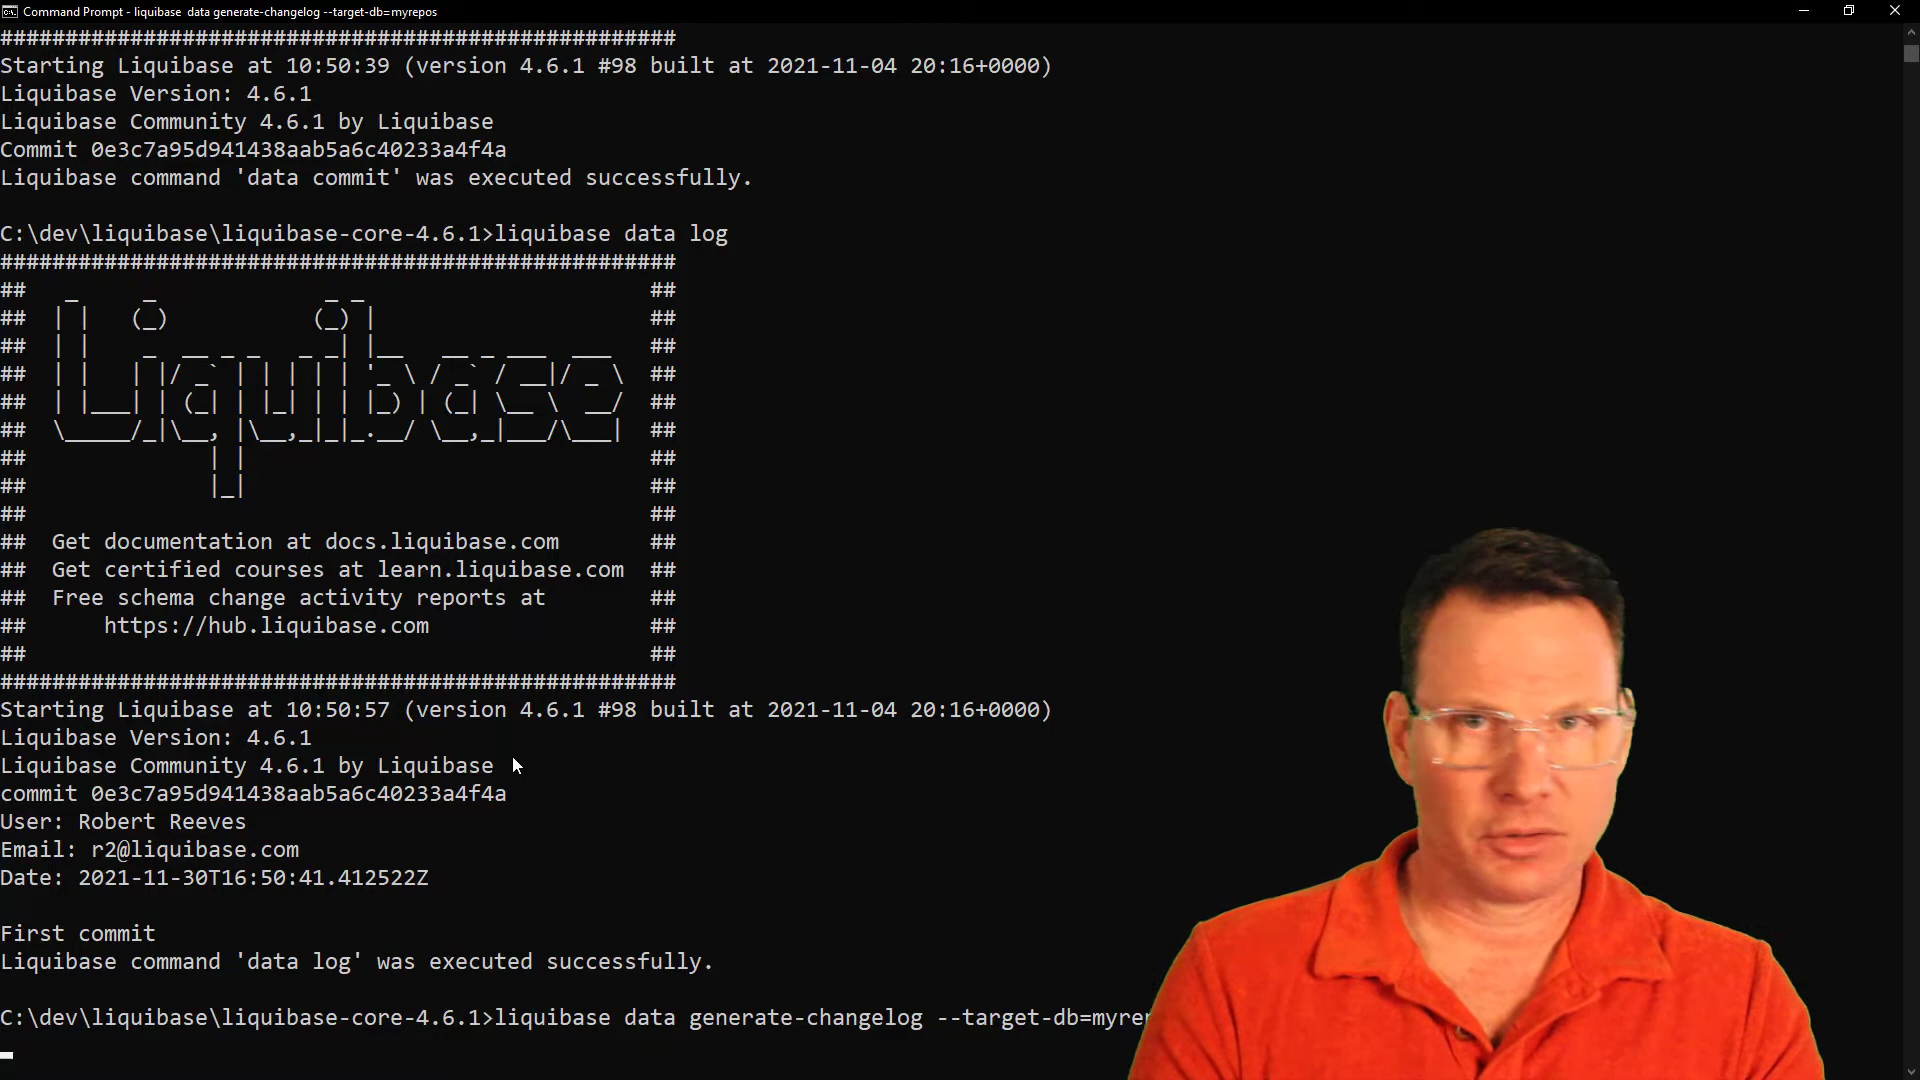 Command Prompt - liquibase  data generate-changelog --target-db=myrepos
####################################################
Starting Liquibase at 10:50:39 (version 4.6.1 #98 built at 2021-11-04 20:16+0000)
Liquibase Version: 4.6.1
Liquibase Community 4.6.1 by Liquibase
Commit 0e3c7a95d941438aab5a6c40233a4f4a
Liquibase command 'data commit' was executed successfully.
C:\dev\liquibase\liquibase-core-4.6.1>liquibase data log
####################################################
##   _     _             _ _                      ##
##  | |   (_)           (_) |                     ##
##  | |    _  __ _ _   _ _| |__   __ _ ___  ___   ##
##  | |   | |/ _` | | | | | '_ \ / _` / __|/ _ \  ##
##  | |___| | (_| | |_| | | |_) | (_| \__ \  __/  ##
##  \_____/_|\__, |\__,_|_|_.__/ \__,_|___/\___|  ##
##              | |                               ##
##              |_|                               ##
##                                                ##
##  Get documentation at docs.liquibase.com       ##
##  Get certified courses at learn.liquibase.com  ##
##  Free schema change activity reports at        ##
##      https://hub.liquibase.com                 ##
##                                                ##
####################################################
Starting Liquibase at 10:50:57 (version 4.6.1 #98 built at 2021-11-04 20:16+0000)
Liquibase Version: 4.6.1
Liquibase Community 4.6.1 by Liquibase
commit 0e3c7a95d941438aab5a6c40233a4f4a
User: Robert Reeves
Email: r2@liquibase.com
Date: 2021-11-30T16:50:41.412522Z
First commit
Liquibase command 'data log' was executed successfully.
C:\dev\liquibase\liquibase-core-4.6.1>liquibase data generate-changelog --target-db=myrep